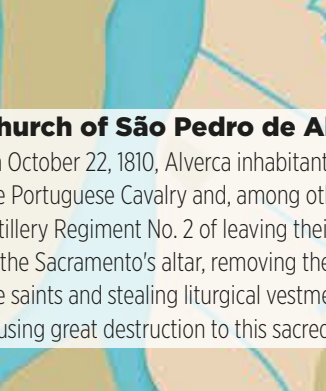 hurch of São Pedro de Al
October 22, 1810, Alverca inhabitant
Portuguese Cavalry and, among ot
tillery Regiment No. 2 of leaving thei
the Sacramento's altar, removing the
saints and stealing liturgical vestme
using great destruction to this sacred